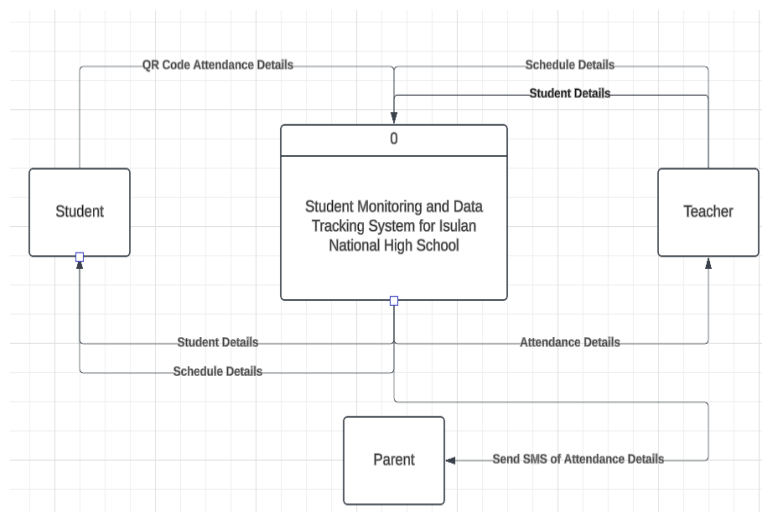 QR Code Attendance Details
Schedule Details
Student Details
0
Student
Student Monitoring and Data
Tracking System for Isulan
National High School
Teacher
Student Details
Attendance Details
Schedule Details
Parent
Send SMS of Attendance Details